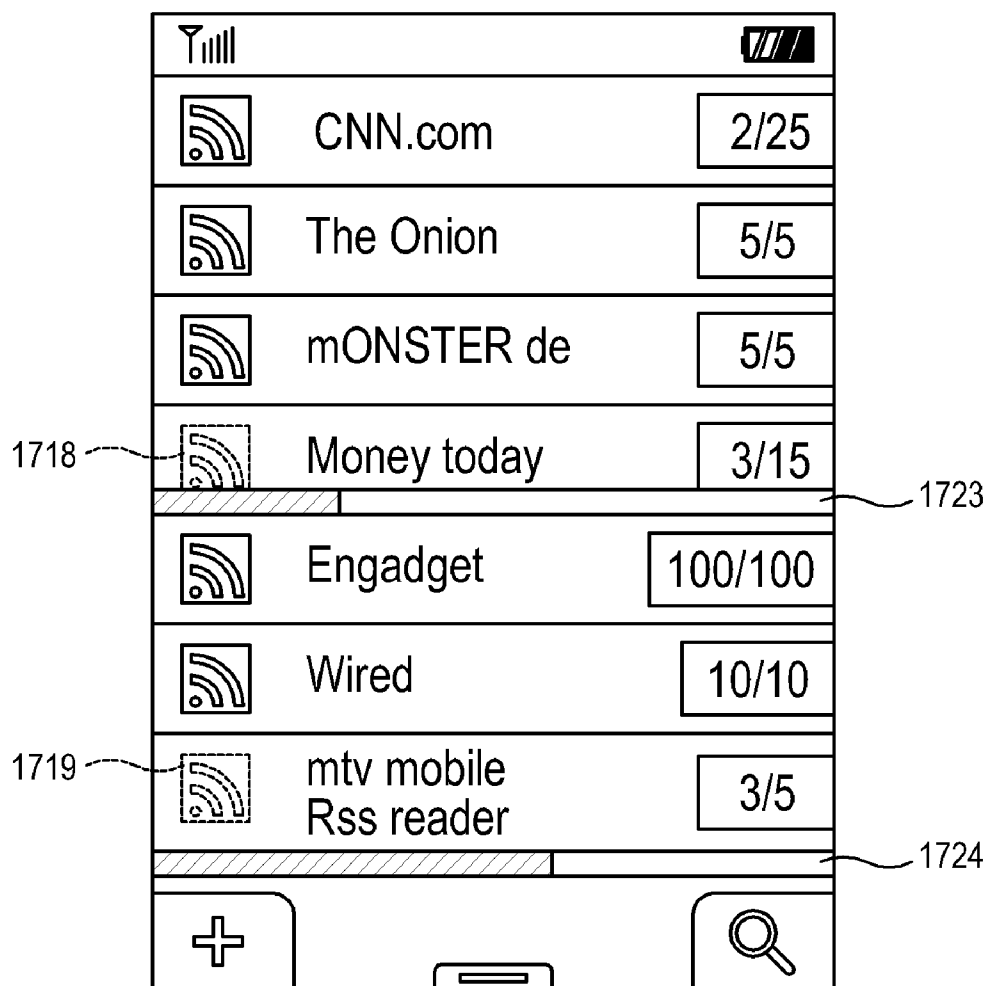 CNN.com 2/25
The Onion 5/5
mONSTER de 5/5
1718 Money today 3/15
1723
Engadget 100/100
Wired 10/10
1719 mtv mobile 3/5
Rss reader
1724